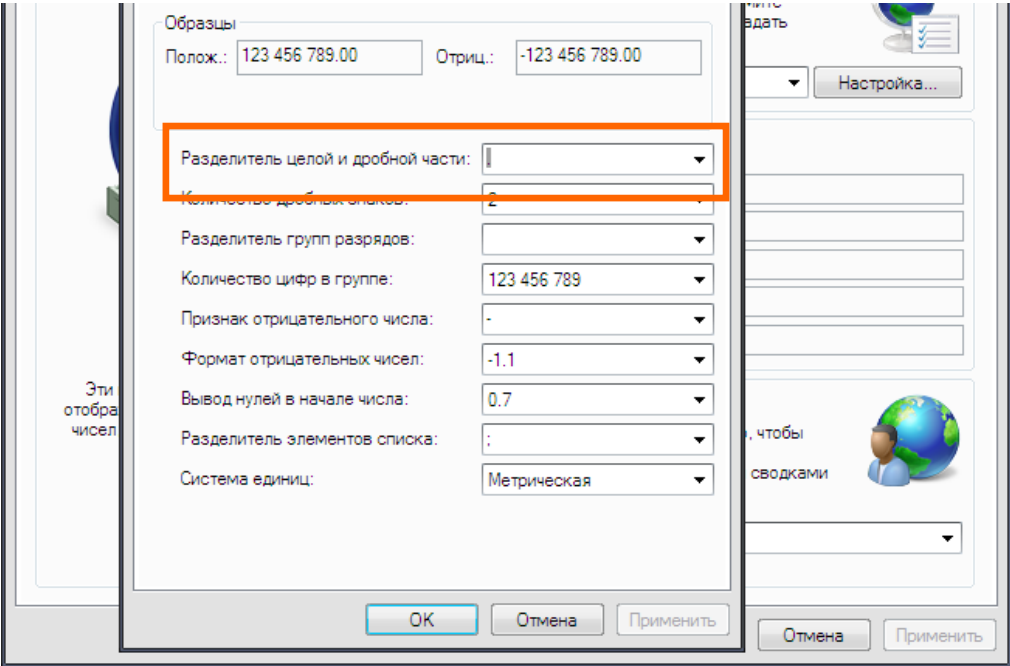 Образцы
Полож.: 123 456 789.00 Отриц.: -123 456 789.00
Настройка...
Разделитель целой и дробной части: .
Количество дробных знаков: 2
Разделитель групп разрядов:
Количество цифр в группе: 123 456 789
Признак отрицательного числа: -
Формат отрицательных чисел: -1.1
Эти
Вывод нулей в начале числа: 0.7
отобра
чисел
Разделитель элементов списка: ;
, чтобы
Система единиц: Метрическая
сводками
OK Отмена Применить
Отмена Применить